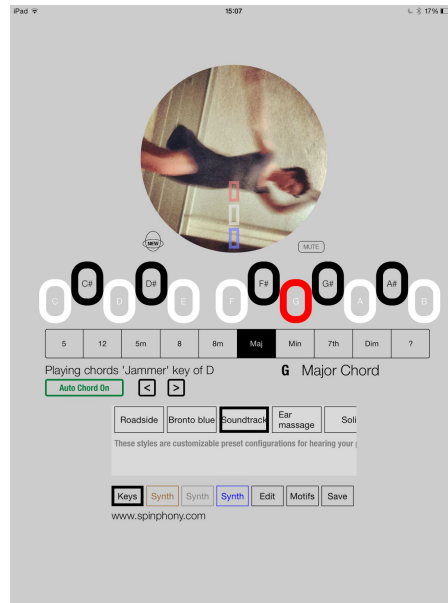 iPad 15:07 17%
NEW MUTE
C# D# F# G# A#
C D E F G A B
5 12 5m 8 8m Maj Min 7th Dim ?
Playing chords 'Jammer' key of D G Major Chord
Auto Chord On < >
Roadside Bronto blue Soundtrack Ear massage Soli
These styles are customizable preset configurations for hearing your
Keys Synth Synth Synth Edit Motifs Save
www.spinphony.com